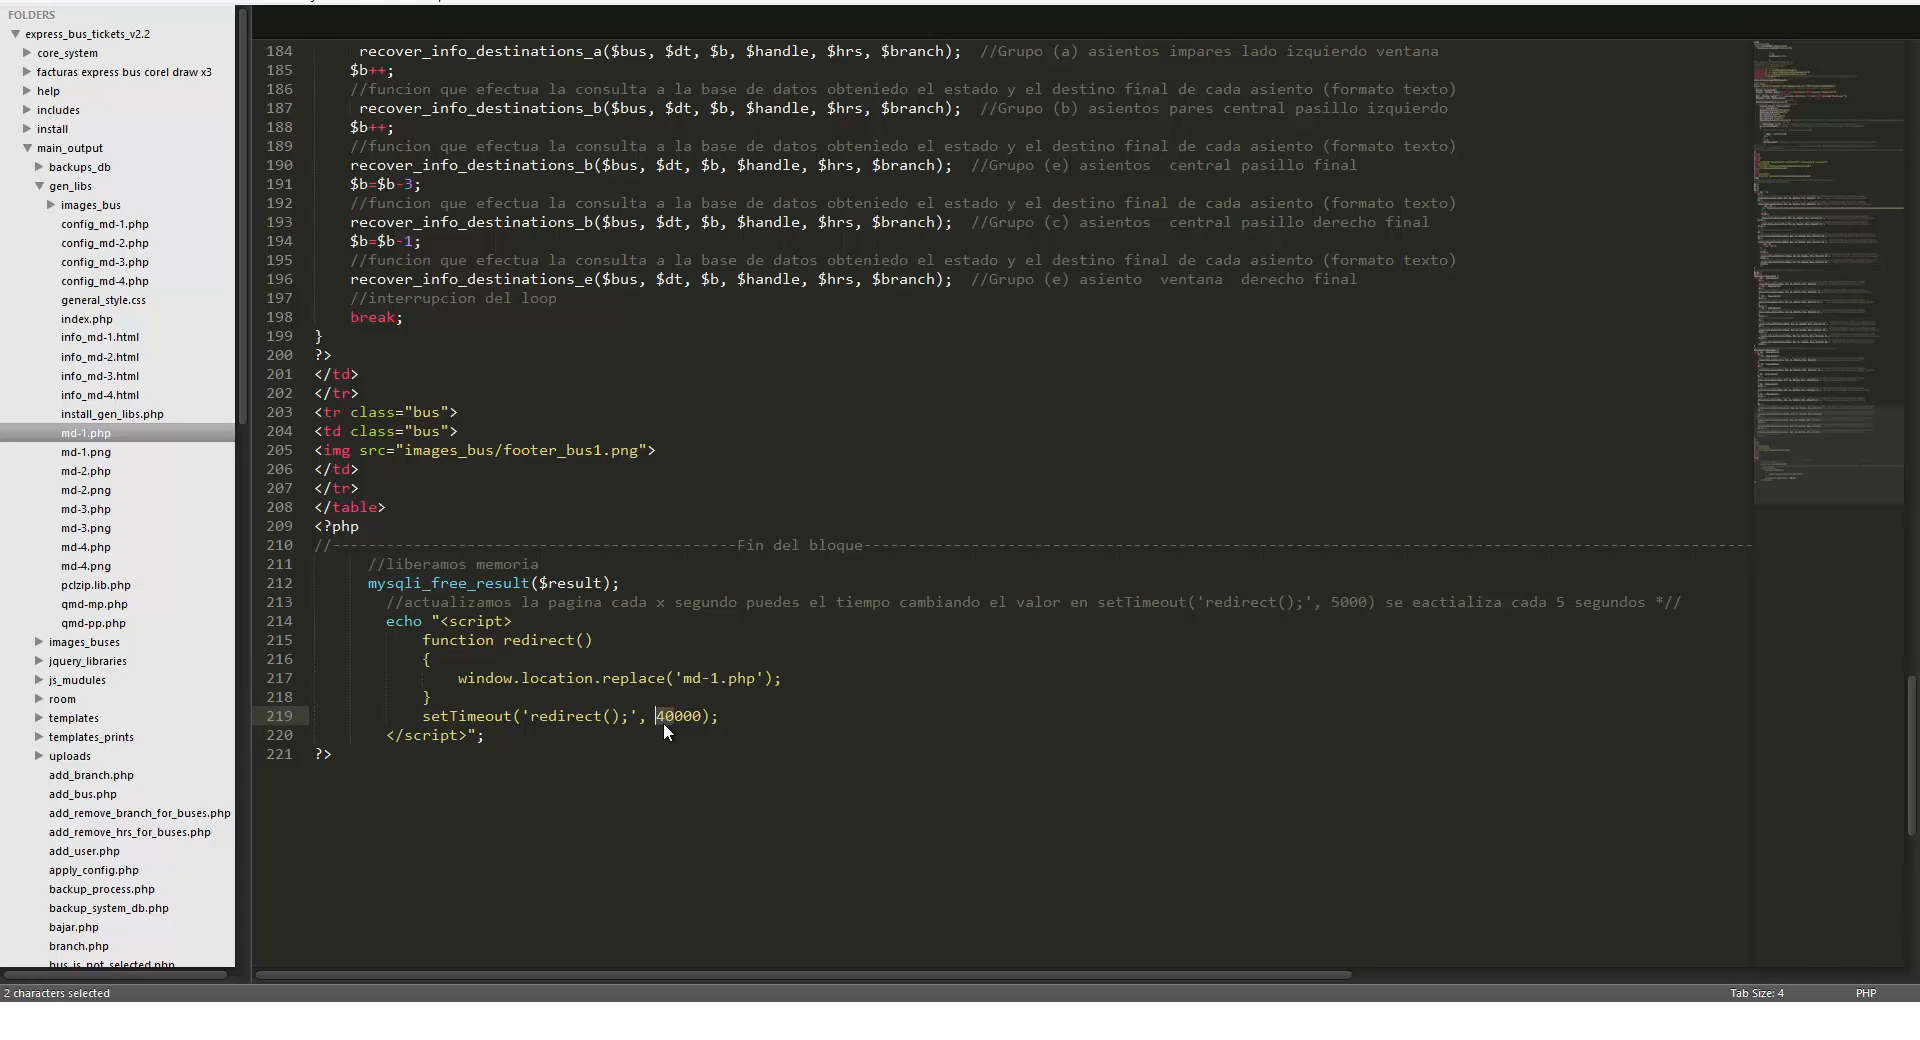 FOLDERS
express_bus_tickets_v2.2
core_system
facturas express bus corel draw x3
help
includes
install
main_output
backups_db
gen_libs
images_bus
config_md-1.php
config_md-2.php
config_md-3.php
config_md-4.php
general_style.css
index.php
info_md-1.html
info_md-2.html
info_md-3.html
info_md-4.html
install_gen_libs.php
md-1.php
md-1.png
md-2.php
md-2.png
md-3.php
md-3.png
md-4.php
md-4.png
pclzip.lib.php
qmd-mp.php
qmd-pp.php
images_buses
jquery_libraries
js_mudules
room
templates
templates_prints
uploads
add_branch.php
add_bus.php
add_remove_branch_for_buses.php
add_remove_hrs_for_buses.php
add_user.php
apply_config.php
backup_process.php
backup_system_db.php
bajar.php
branch.php
bus_is_not_selected.php
184 recover_info_destinations_a($bus, $dt, $b, $handle, $hrs, $branch); //Grupo (a) asientos impares lado izquierdo ventana
185 $b++;
186 //funcion que efectua la consulta a la base de datos obteniedo el estado y el destino final de cada asiento (formato texto)
187 recover_info_destinations_b($bus, $dt, $b, $handle, $hrs, $branch); //Grupo (b) asientos pares central pasillo izquierdo
188 $b++;
189 //funcion que efectua la consulta a la base de datos obteniedo el estado y el destino final de cada asiento (formato texto)
190 recover_info_destinations_b($bus, $dt, $b, $handle, $hrs, $branch); //Grupo (e) asientos central pasillo final
191 $b=$b-3;
192 //funcion que efectua la consulta a la base de datos obteniedo el estado y el destino final de cada asiento (formato texto)
193 recover_info_destinations_b($bus, $dt, $b, $handle, $hrs, $branch); //Grupo (c) asientos central pasillo derecho final
194 $b=$b-1;
195 //funcion que efectua la consulta a la base de datos obteniedo el estado y el destino final de cada asiento (formato texto)
196 recover_info_destinations_e($bus, $dt, $b, $handle, $hrs, $branch); //Grupo (e) asiento ventana derecho final
197 //interrupcion del loop
198 break;
199 }
200 ?>
201 </td>
202 </tr>
203 <tr class="bus">
204 <td class="bus">
205 <img src="images_bus/footer_bus1.png">
206 </td>
207 </tr>
208 </table>
209 <?php
210 //---------------------------------------------Fin del bloque---------------------------------------------------------------------------------------------------
211 //liberamos memoria
212 mysqli_free_result($result);
213 //actualizamos la pagina cada x segundo puedes el tiempo cambiando el valor en setTimeout('redirect();', 5000) se eactializa cada 5 segundos *//
214 echo "<script>
215 function redirect()
216 {
217 window.location.replace('md-1.php');
218 }
219 setTimeout('redirect();', 40000);
220 </script>";
221 ?>
2 characters selected
Tab Size: 4
PHP